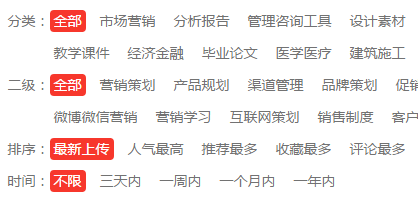 分类： 全部 市场营销 分析报告 管理咨询工具 设计素材
教学课件 经济金融 毕业论文 医学医疗 建筑施工
二级： 全部 营销策划 产品规划 渠道管理 品牌策划 促销
微博微信营销 营销学习 互联网策划 销售制度 客户
排序： 最新上传 人气最高 推荐最多 收藏最多 评论最多
时间： 不限 三天内 一周内 一个月内 一年内